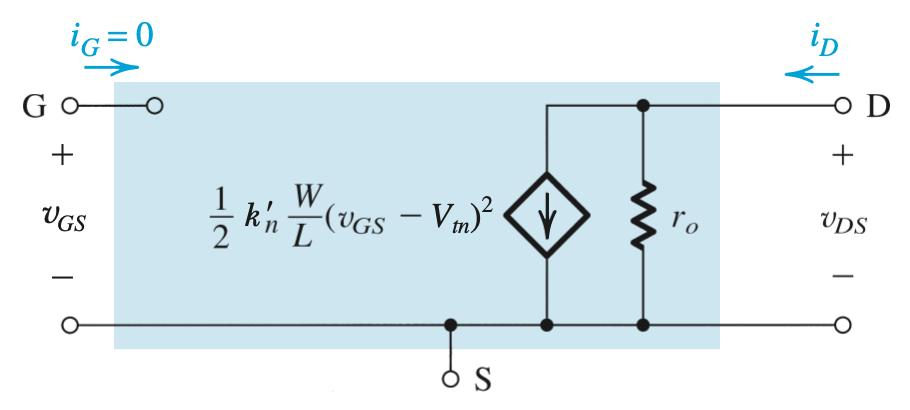 i_G = 0
i_D
G
D
+
+
v_GS
1/2 k′_n W/L (v_GS − V_tn)²
r_o
v_DS
−
−
S